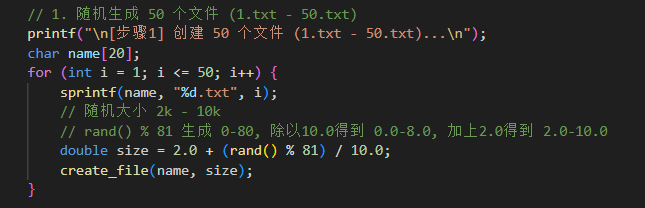 // 1. 随机生成 50 个文件 (1.txt - 50.txt)
printf("\n[步骤1] 创建 50 个文件 (1.txt - 50.txt)...\n");
char name[20];
for (int i = 1; i <= 50; i++) {
    sprintf(name, "%d.txt", i);
    // 随机大小 2k - 10k
    // rand() % 81 生成 0-80, 除以10.0得到 0.0-8.0, 加上2.0得到 2.0-10.0
    double size = 2.0 + (rand() % 81) / 10.0;
    create_file(name, size);
}